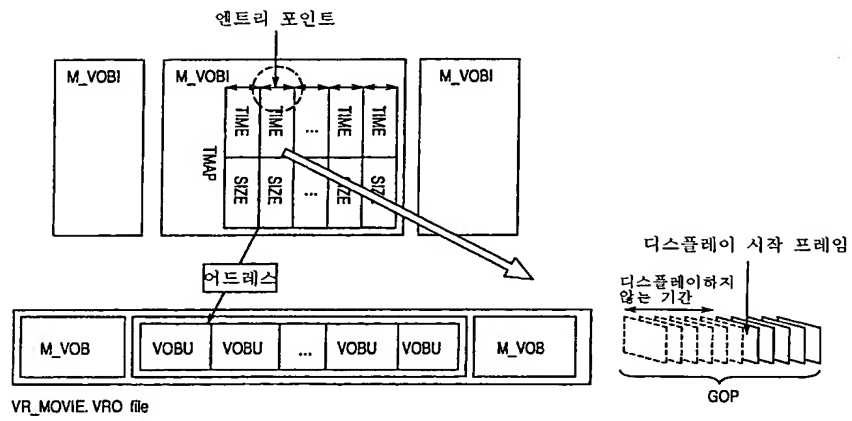 엔트리 포인트
M_VOBI
M_VOBI
M_VOBI
TIME TIME ... TIME TIME
TMAP
SIZE SIZE ... SIZE SIZE
어드레스
디스플레이 시작 프레임
디스플레이하지
않는 기간
M_VOB
VOBU VOBU ... VOBU VOBU
M_VOB
GOP
VR_MOVIE. VRO file